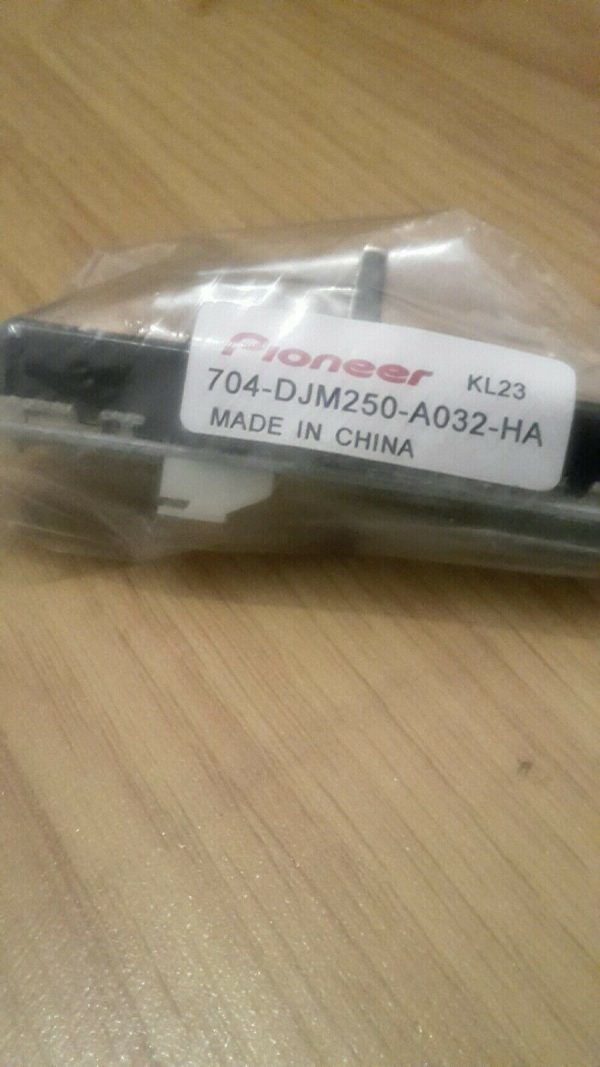 Pioneer KL23
704-DJM250-A032-HA
MADE IN CHINA